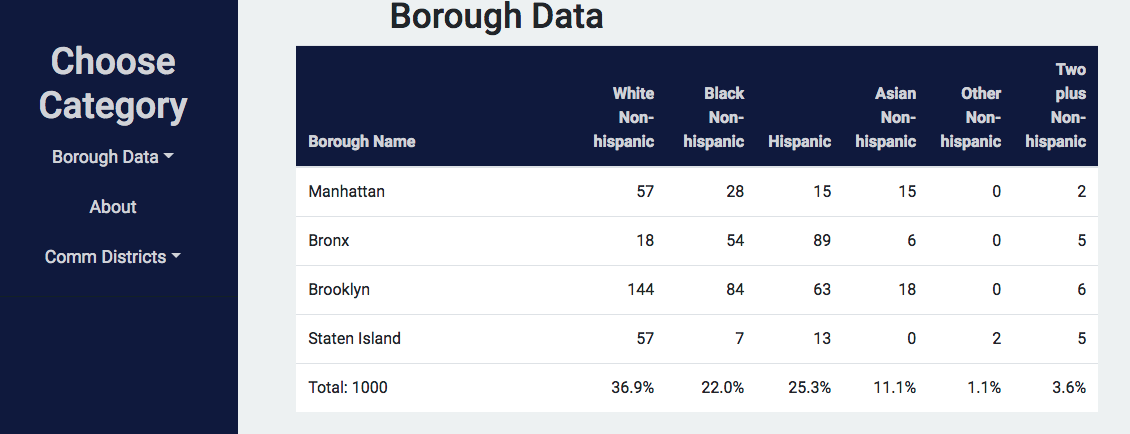 Borough Data
Choose
Category
Borough Data
About
Comm Districts
Borough Name White Non-hispanic Black Non-hispanic Hispanic Asian Non-hispanic Other Non-hispanic Two plus Non-hispanic
Manhattan 57 28 15 15 0 2
Bronx 18 54 89 6 0 5
Brooklyn 144 84 63 18 0 6
Staten Island 57 7 13 0 2 5
Total: 1000 36.9% 22.0% 25.3% 11.1% 1.1% 3.6%